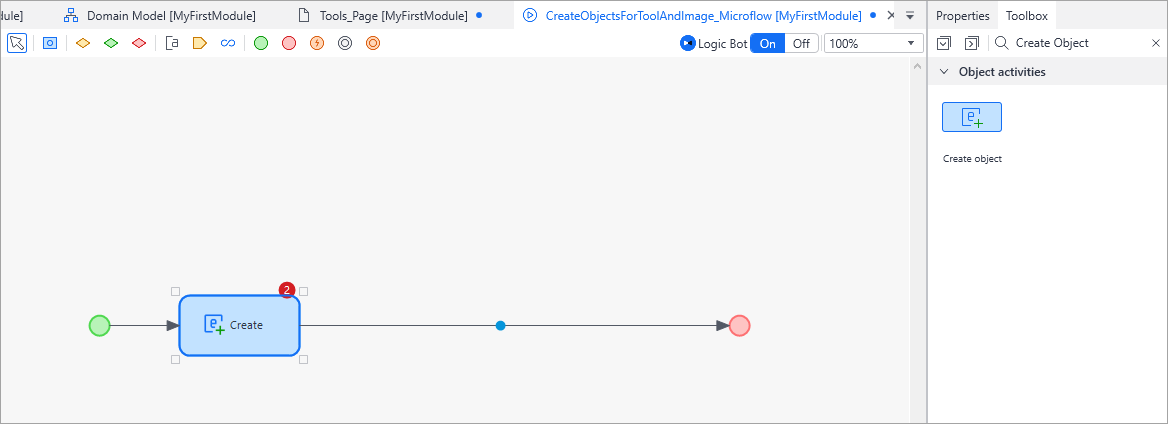 dule]
Domain Model [MyFirstModule]
Tools_Page [MyFirstModule]
CreateObjectsForToolAndImage_Microflow [MyFirstModule]
Properties
Toolbox
Logic Bot
On
Off
100%
Create Object
Object activities
Create object
2
Create